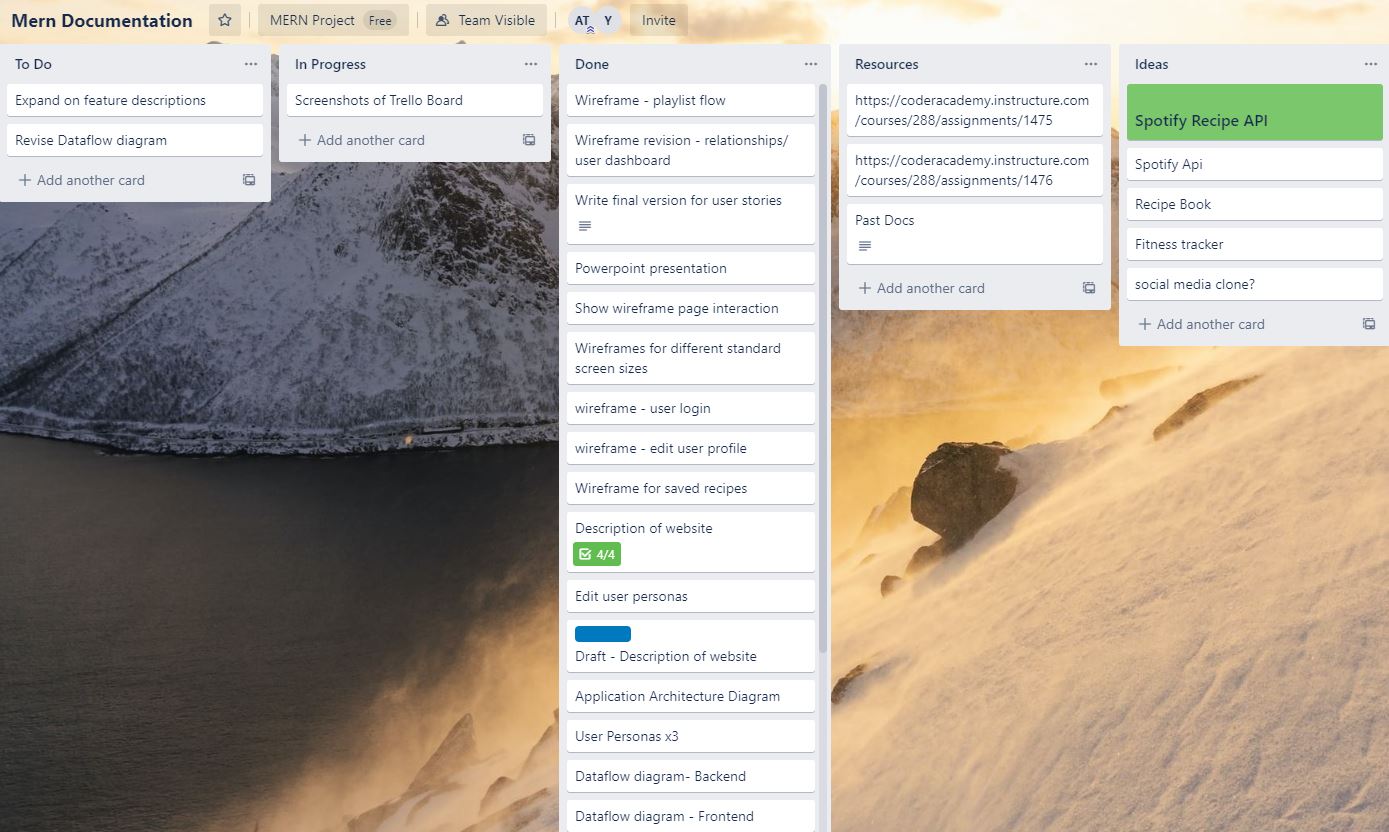 Mern Documentation
MERN Project Free
Team Visible
AT Y
Invite
To Do
Expand on feature descriptions
Revise Dataflow diagram
+ Add another card
In Progress
Screenshots of Trello Board
+ Add another card
Done
Wireframe - playlist flow
Wireframe revision - relationships/
user dashboard
Write final version for user stories
Powerpoint presentation
Show wireframe page interaction
Wireframes for different standard
screen sizes
wireframe - user login
wireframe - edit user profile
Wireframe for saved recipes
Description of website
4/4
Edit user personas
Draft - Description of website
Application Architecture Diagram
User Personas x3
Dataflow diagram- Backend
Dataflow diagram - Frontend
Resources
https://coderacademy.instructure.com
/courses/288/assignments/1475
https://coderacademy.instructure.com
/courses/288/assignments/1476
Past Docs
+ Add another card
Ideas
Spotify Recipe API
Spotify Api
Recipe Book
Fitness tracker
social media clone?
+ Add another card